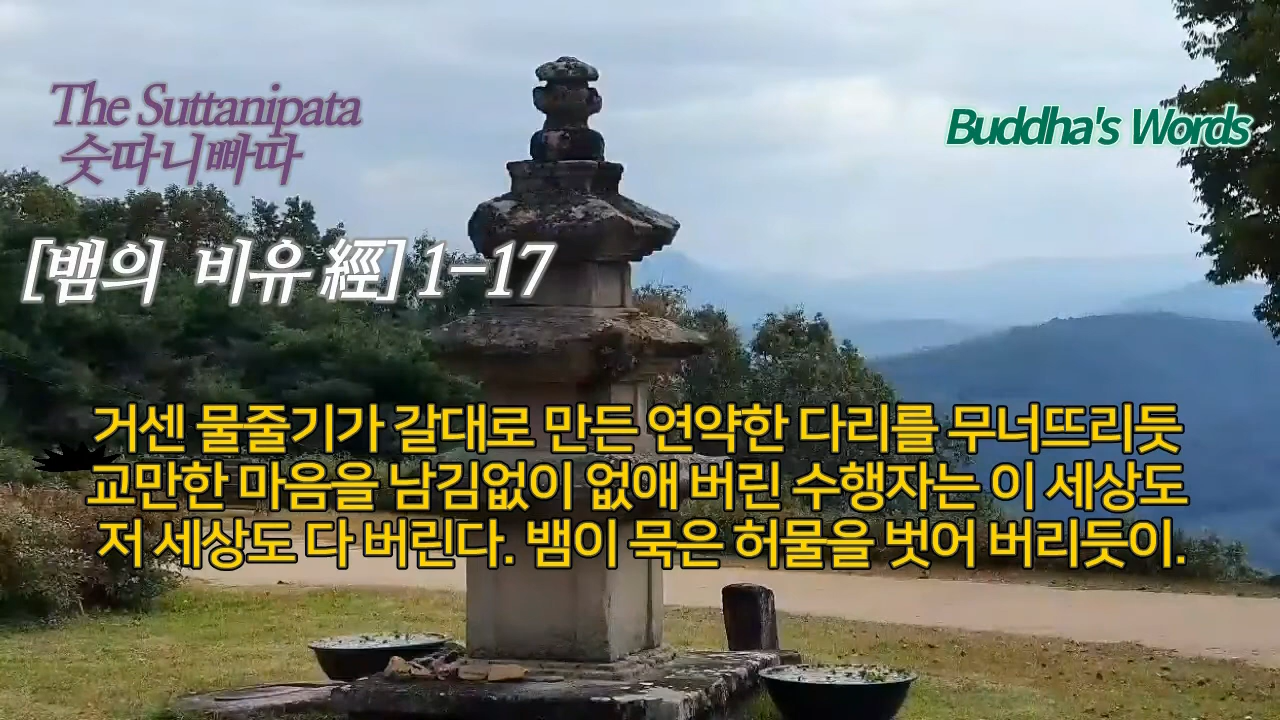 The Suttanipata
숫따니빠따
Buddha's Words
[뱀의 비유 經] 1-17
거센 물줄기가 갈대로 만든 연약한 다리를 무너뜨리듯
교만한 마음을 남김없이 없애 버린 수행자는 이 세상도
저 세상도 다 버린다. 뱀이 묵은 허물을 벗어 버리듯이.